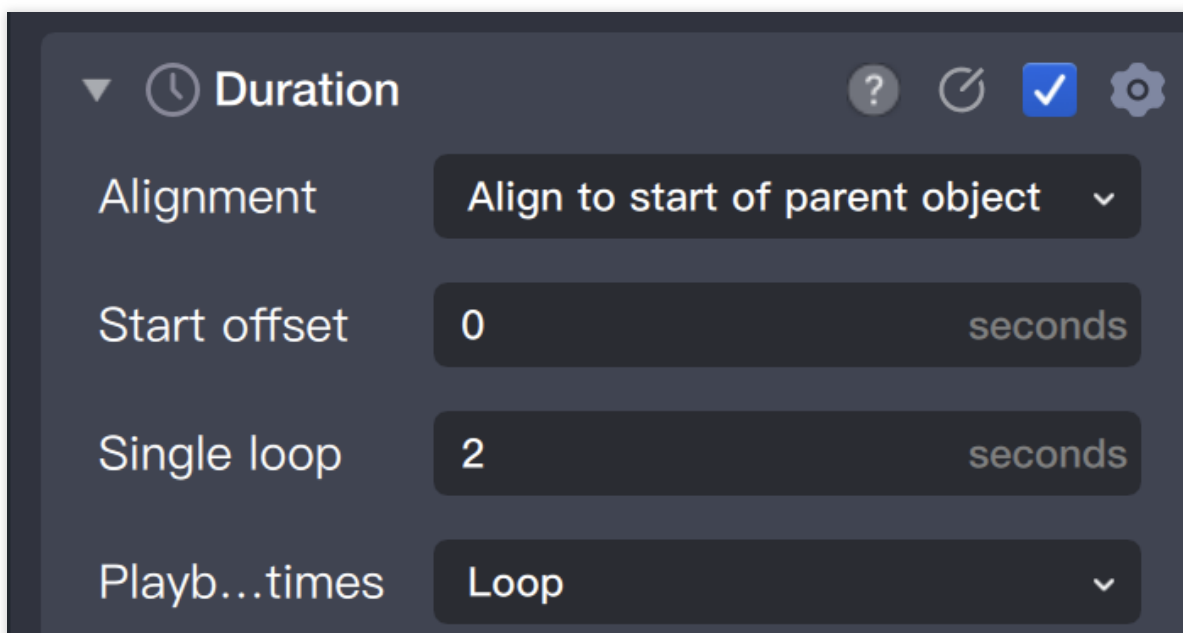 Duration
Alignment Align to start of parent object
Start offset 0 seconds
Single loop 2 seconds
Playb...times Loop